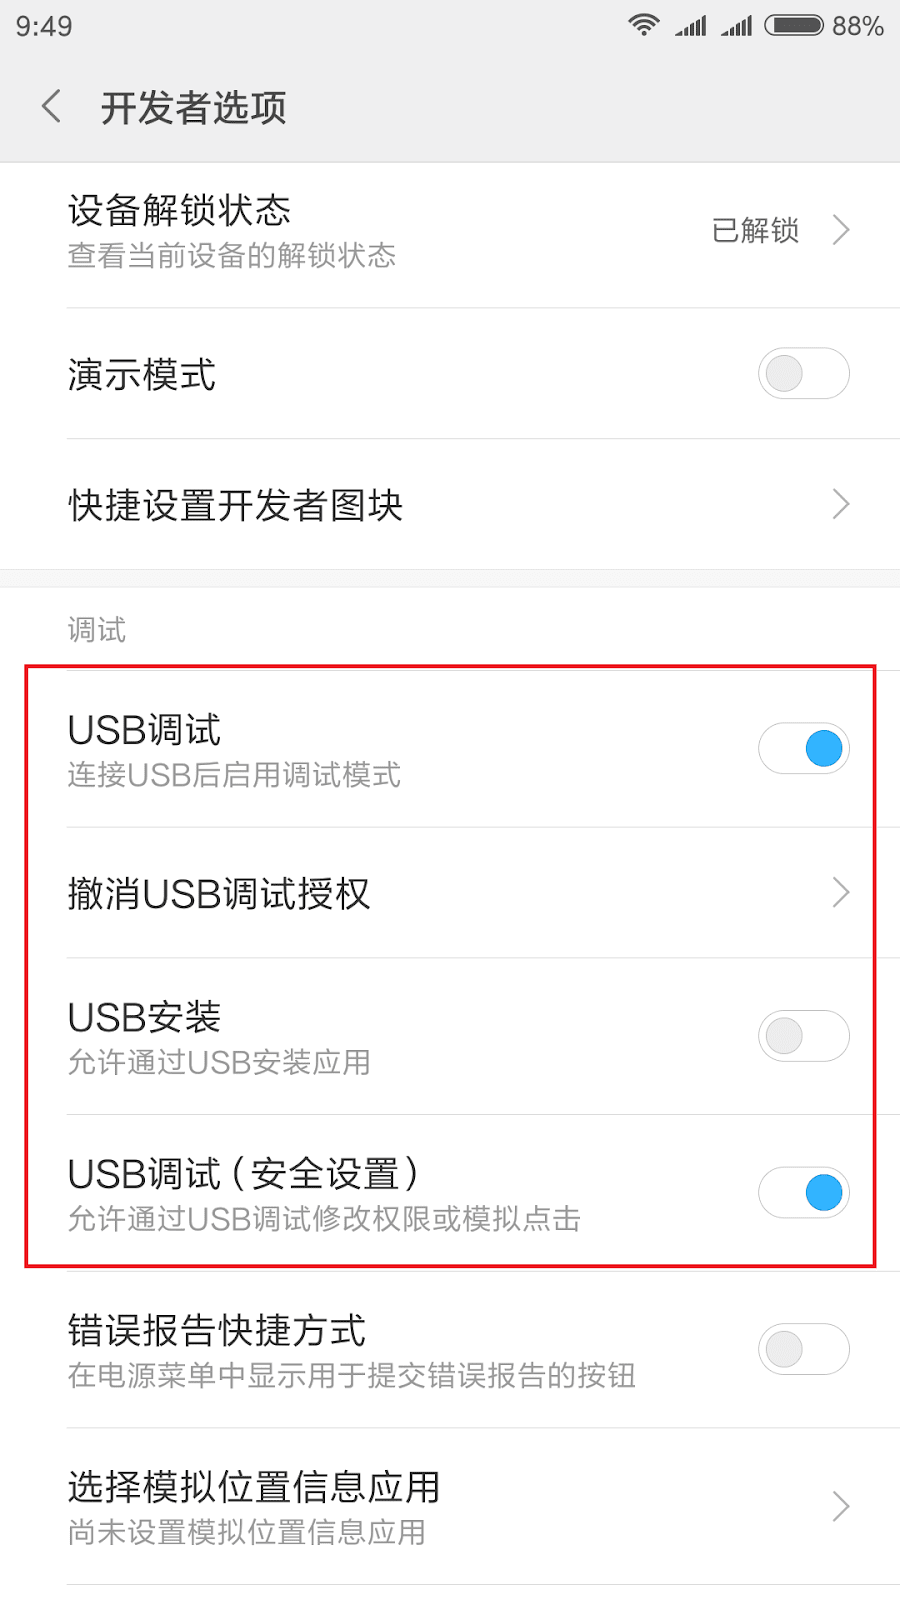 9:49 88%
开发者选项
设备解锁状态
查看当前设备的解锁状态
已解锁
演示模式
快捷设置开发者图块
调试
USB调试
连接USB后启用调试模式
撤消USB调试授权
USB安装
允许通过USB安装应用
USB调试（安全设置）
允许通过USB调试修改权限或模拟点击
错误报告快捷方式
在电源菜单中显示用于提交错误报告的按钮
选择模拟位置信息应用
尚未设置模拟位置信息应用